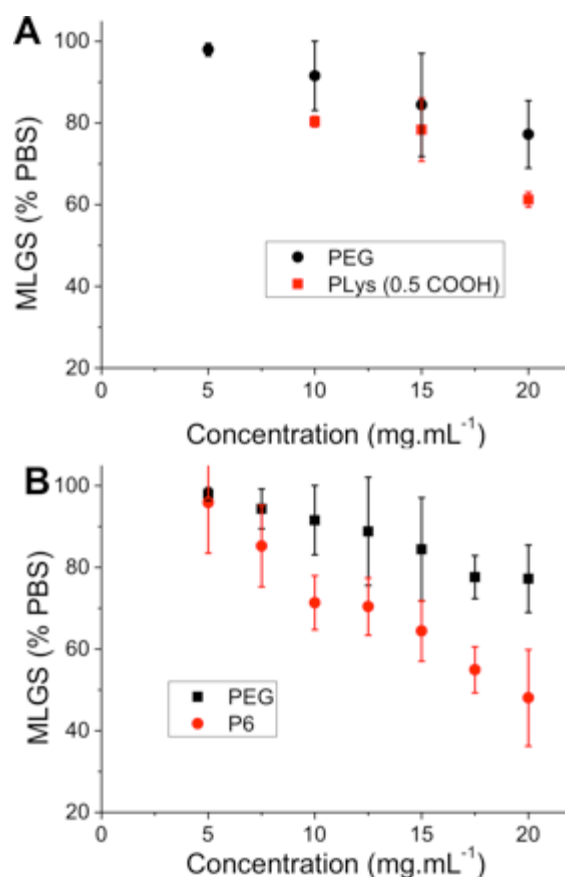 A
100
80
60
40
20
MLGS (% PBS)
PEG
PLys (0.5 COOH)
0 5 10 15 20
Concentration (mg.mL⁻¹)
B
100
80
60
40
20
MLGS (% PBS)
PEG
P6
0 5 10 15 20
Concentration (mg.mL⁻¹)